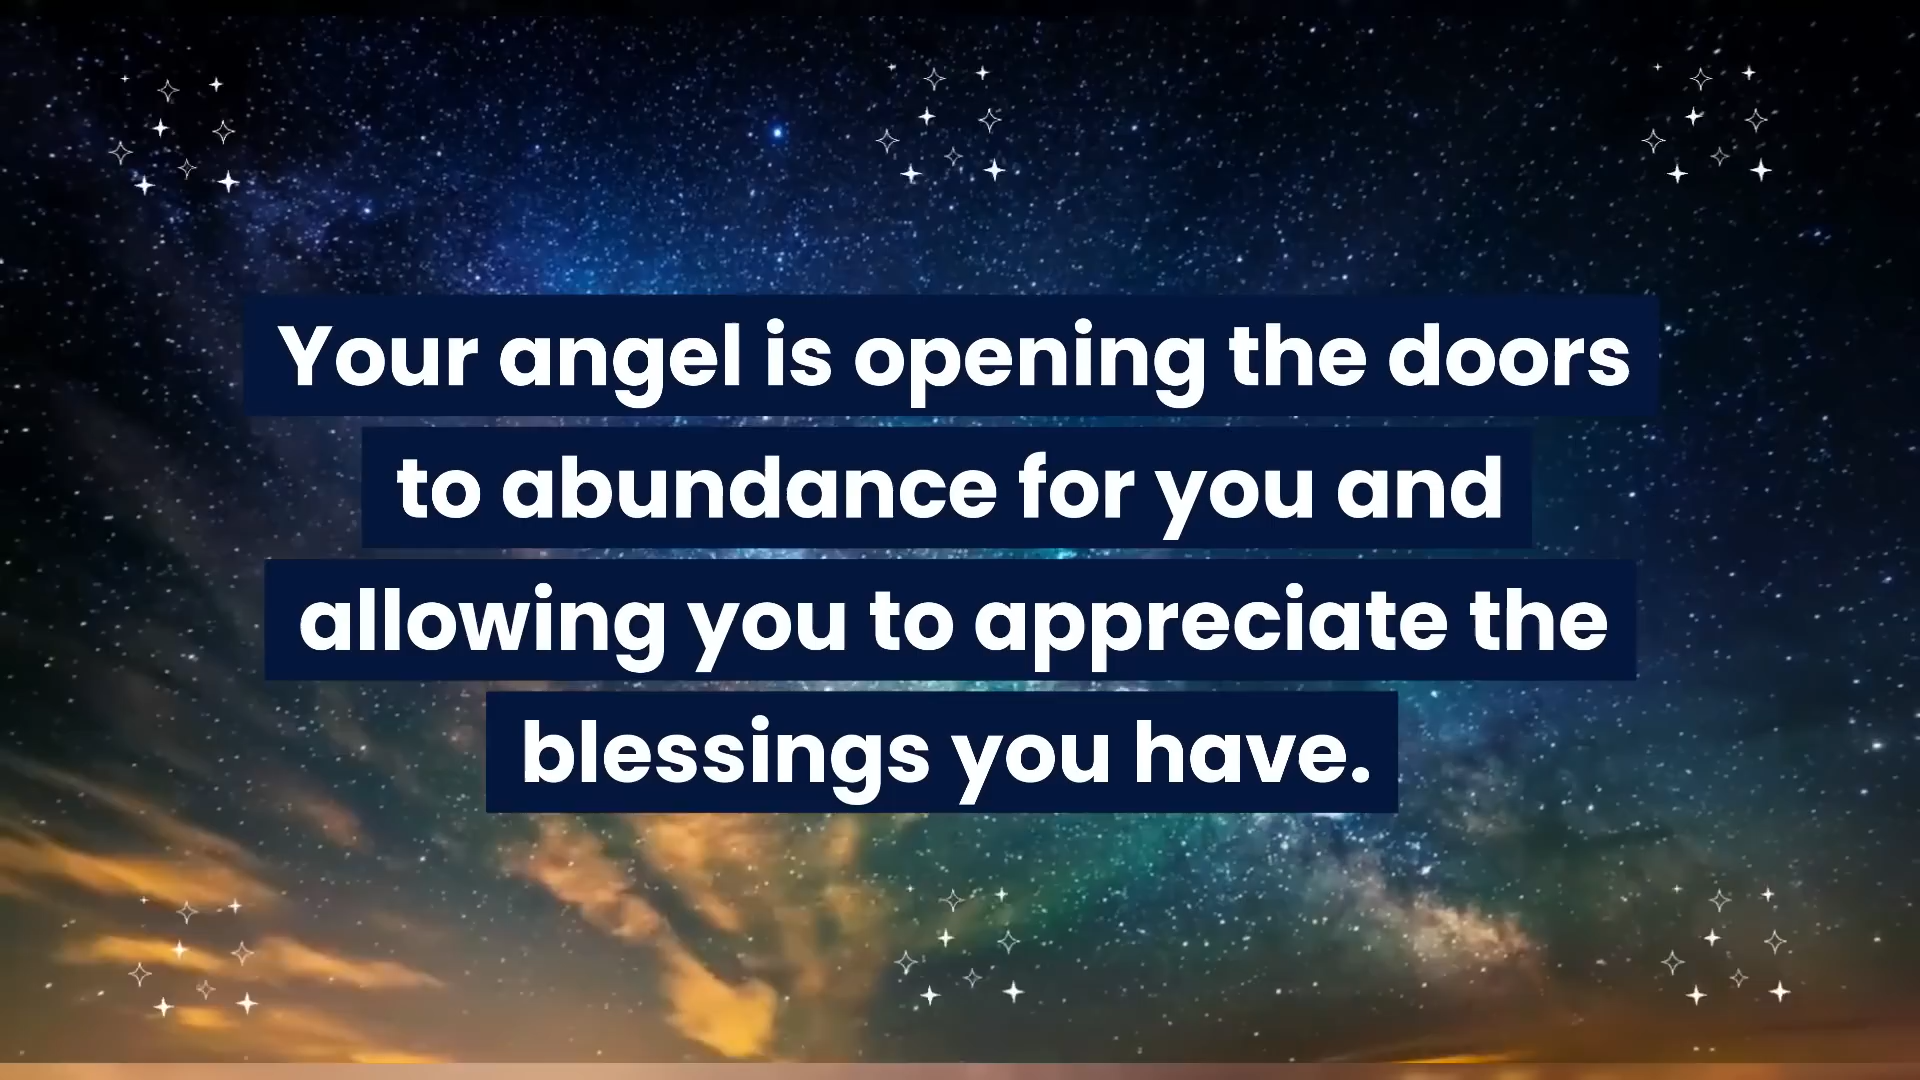 Your angel is opening the doors
to abundance for you and
allowing you to appreciate the
blessings you have.